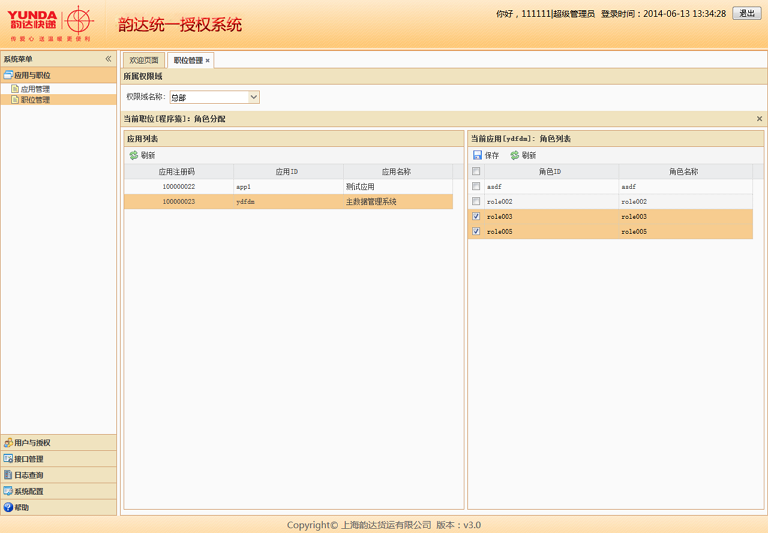 YUNDA
韵达快递
传 爱 心 送 温 暖 更 便 利
韵达统一授权系统
你好，111111|超级管理员 登录时间：2014-06-13 13:34:28 退出
系统菜单
应用与职位
应用管理
职位管理
用户与授权
接口管理
日志查询
系统配置
帮助
欢迎页面 职位管理
所属权限域
权限域名称： 总部
当前职位[程序猿]：角色分配
应用列表
刷新
应用注册码 应用ID 应用名称
100000022 app1 测试应用
100000023 ydfdm 主数据管理系统
当前应用[ydfdm]：角色列表
保存 刷新
角色ID 角色名称
asdf asdf
role002 role002
role003 role003
role005 role005
Copyright© 上海韵达货运有限公司 版本：v3.0